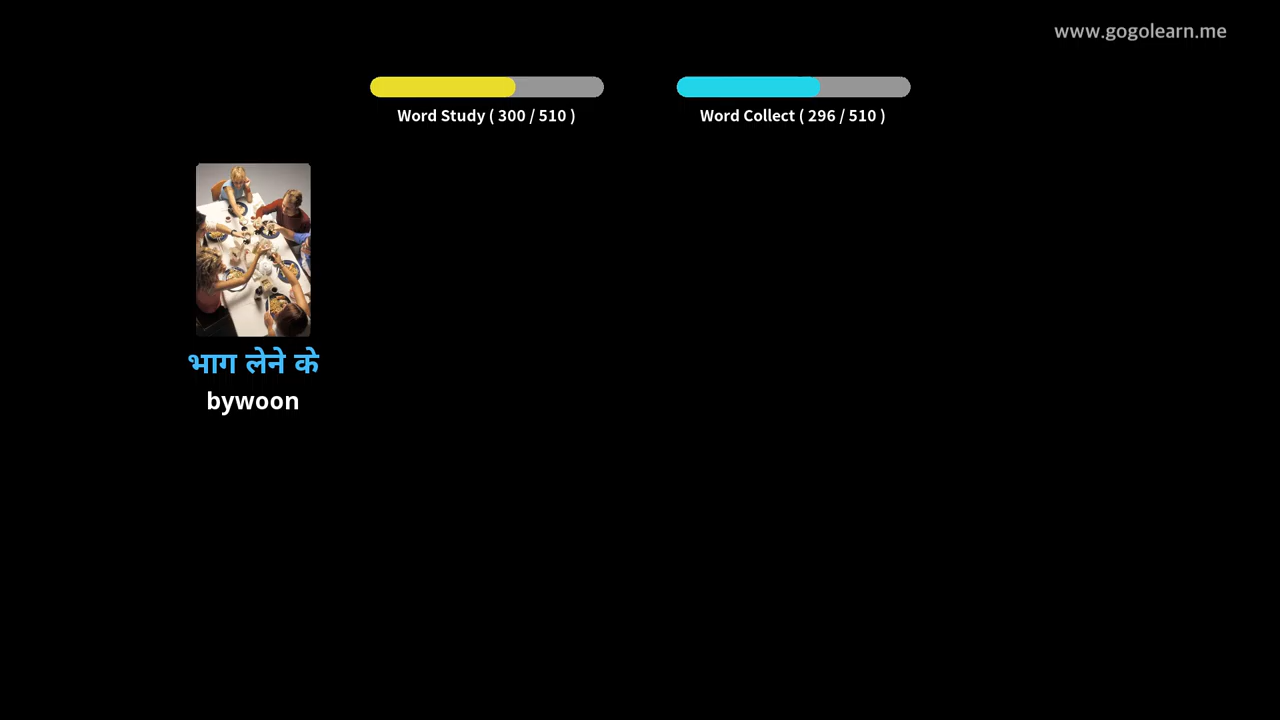 www.gogolearn.me
Word Study ( 300 / 510 )
Word Collect ( 296 / 510 )
भाग लेने के
bywoon